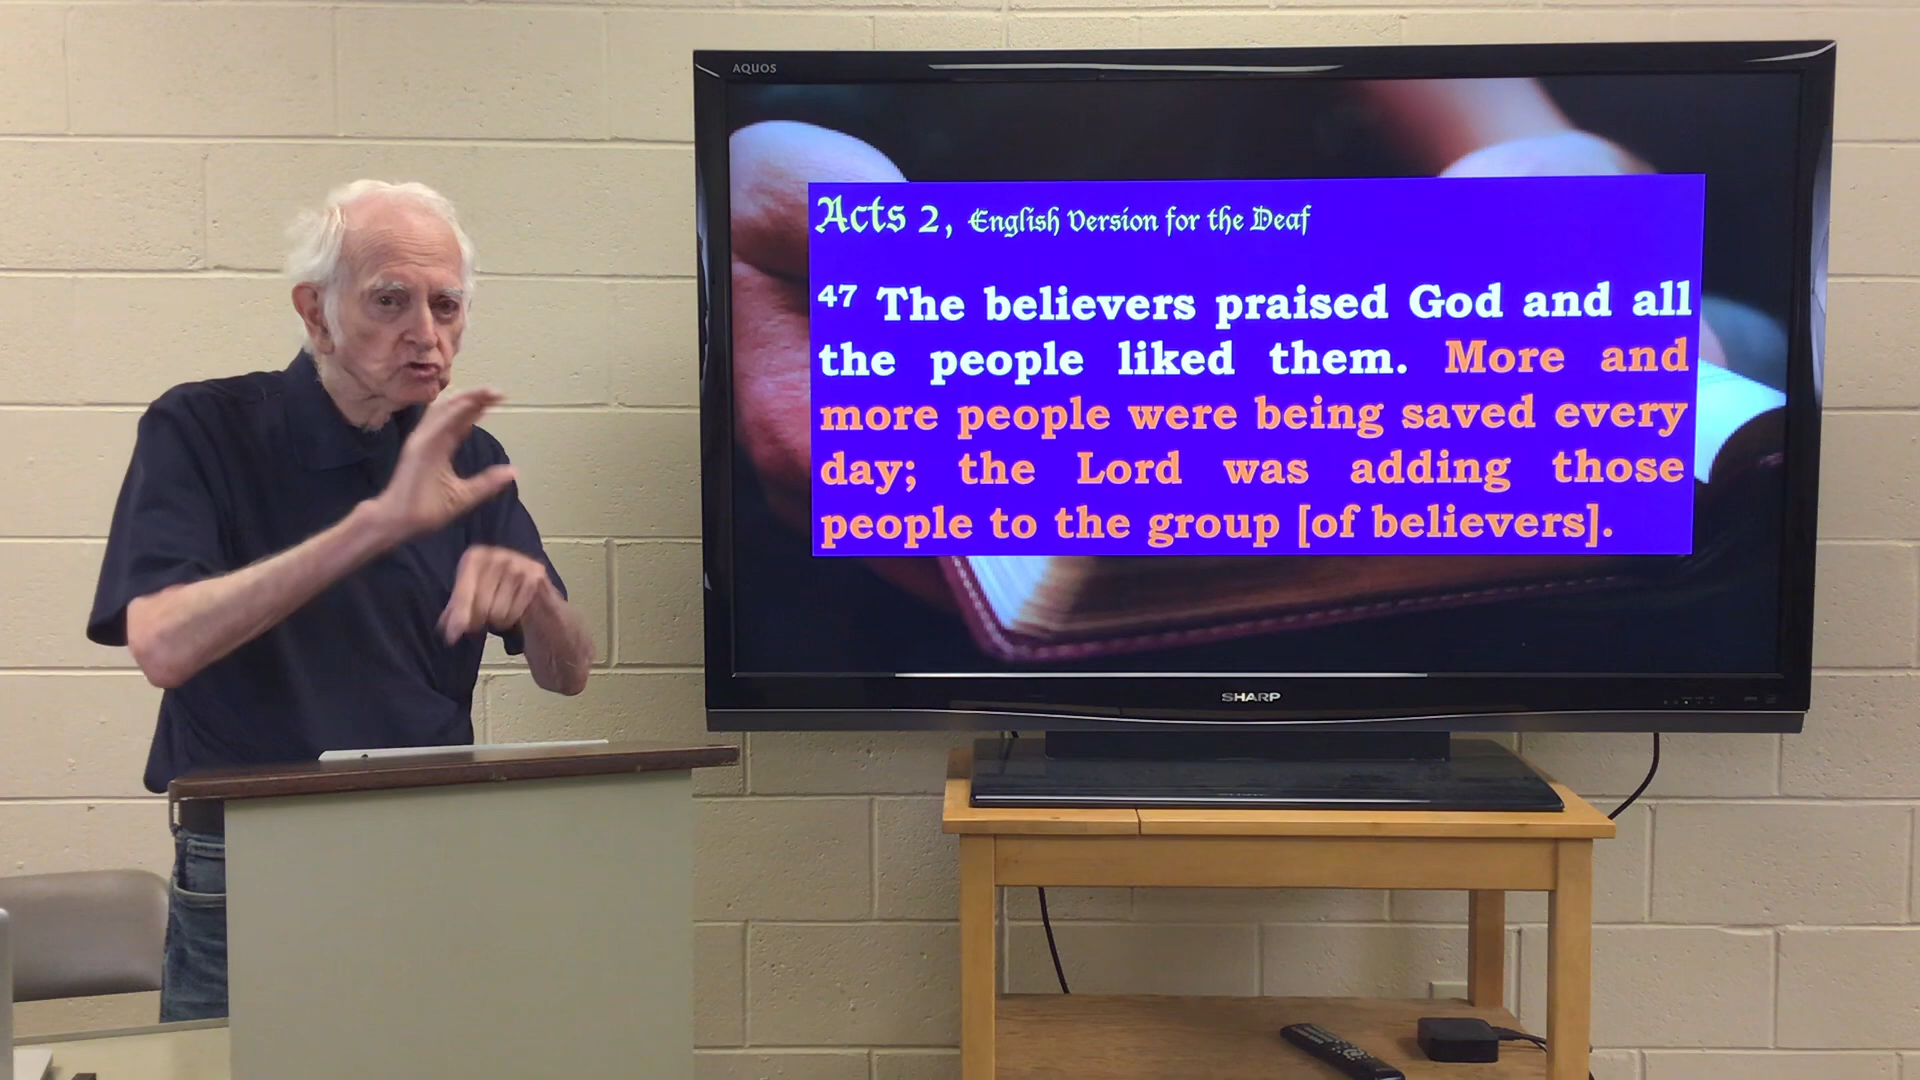 AQUOS
Acts 2, English Version for the Deaf
47 The believers praised God and all
the people liked them. More and
more people were being saved every
day; the Lord was adding those
people to the group [of believers].
SHARP